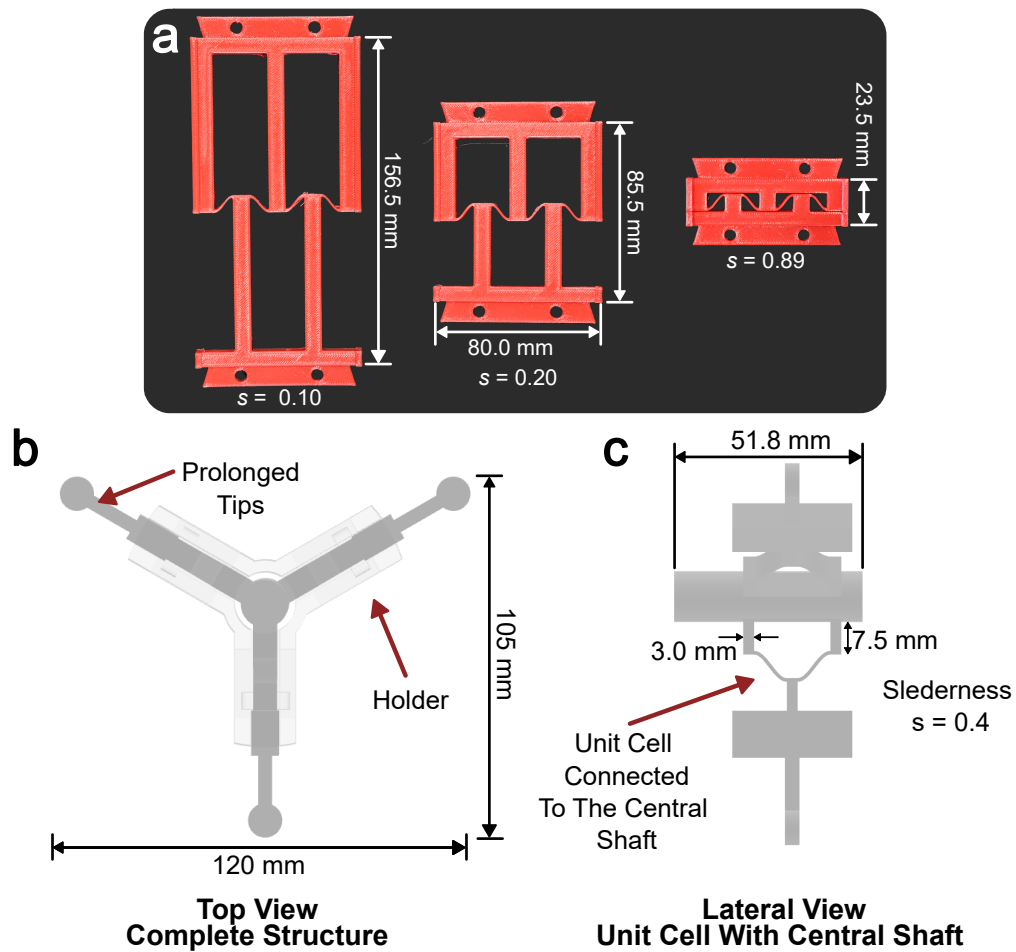 a
156.5 mm
s = 0.10
85.5 mm
80.0 mm
s = 0.20
23.5 mm
s = 0.89
b
Prolonged
Tips
Holder
105 mm
120 mm
Top View
Complete Structure
c
51.8 mm
3.0 mm
7.5 mm
Slederness
s = 0.4
Unit Cell
Connected
To The Central
Shaft
Lateral View
Unit Cell With Central Shaft